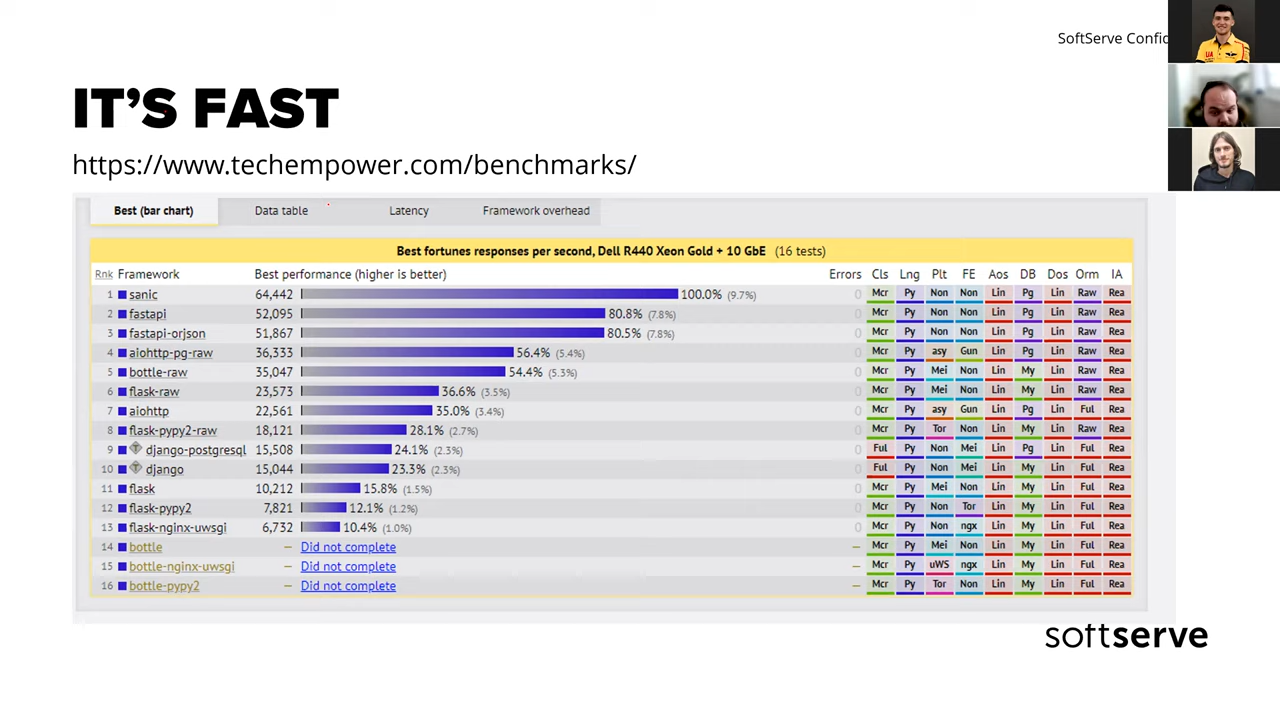 SoftServe Confid
IT'S FAST
https://www.techempower.com/benchmarks/
Best (bar chart) Data table Latency Framework overhead
Best fortunes responses per second, Dell R440 Xeon Gold + 10 GbE (16 tests)
Rnk Framework Best performance (higher is better) Errors Cls Lng Plt FE Aos DB Dos Orm IA
1 sanic 64,442 100.0% (9.7%) 0 Mcr Py Non Non Lin Pg Lin Raw Rea
2 fastapi 52,095 80.8% (7.8%) 0 Mcr Py Non Non Lin Pg Lin Raw Rea
3 fastapi-orjson 51,867 80.5% (7.8%) 0 Mcr Py Non Non Lin Pg Lin Raw Rea
4 aiohttp-pg-raw 36,333 56.4% (5.4%) 0 Mcr Py asy Gun Lin Pg Lin Raw Rea
5 bottle-raw 35,047 54.4% (5.3%) 0 Mcr Py Mei Non Lin My Lin Raw Rea
6 flask-raw 23,573 36.6% (3.5%) 0 Mcr Py Mei Non Lin My Lin Raw Rea
7 aiohttp 22,561 35.0% (3.4%) 0 Mcr Py asy Gun Lin Pg Lin Ful Rea
8 flask-pypy2-raw 18,121 28.1% (2.7%) 0 Mcr Py Tor Non Lin My Lin Raw Rea
9 T django-postgresql 15,508 24.1% (2.3%) 0 Ful Py Non Mei Lin Pg Lin Ful Rea
10 T django 15,044 23.3% (2.3%) 0 Ful Py Non Mei Lin My Lin Ful Rea
11 flask 10,212 15.8% (1.5%) 0 Mcr Py Mei Non Lin My Lin Ful Rea
12 flask-pypy2 7,821 12.1% (1.2%) 0 Mcr Py Non Tor Lin My Lin Ful Rea
13 flask-nginx-uwsgi 6,732 10.4% (1.0%) 0 Mcr Py Non ngx Lin My Lin Ful Rea
14 bottle – Did not complete – Mcr Py Mei Non Lin My Lin Ful Rea
15 bottle-nginx-uwsgi – Did not complete – Mcr Py uWS ngx Lin My Lin Ful Rea
16 bottle-pypy2 – Did not complete – Mcr Py Tor Non Lin My Lin Ful Rea
softserve